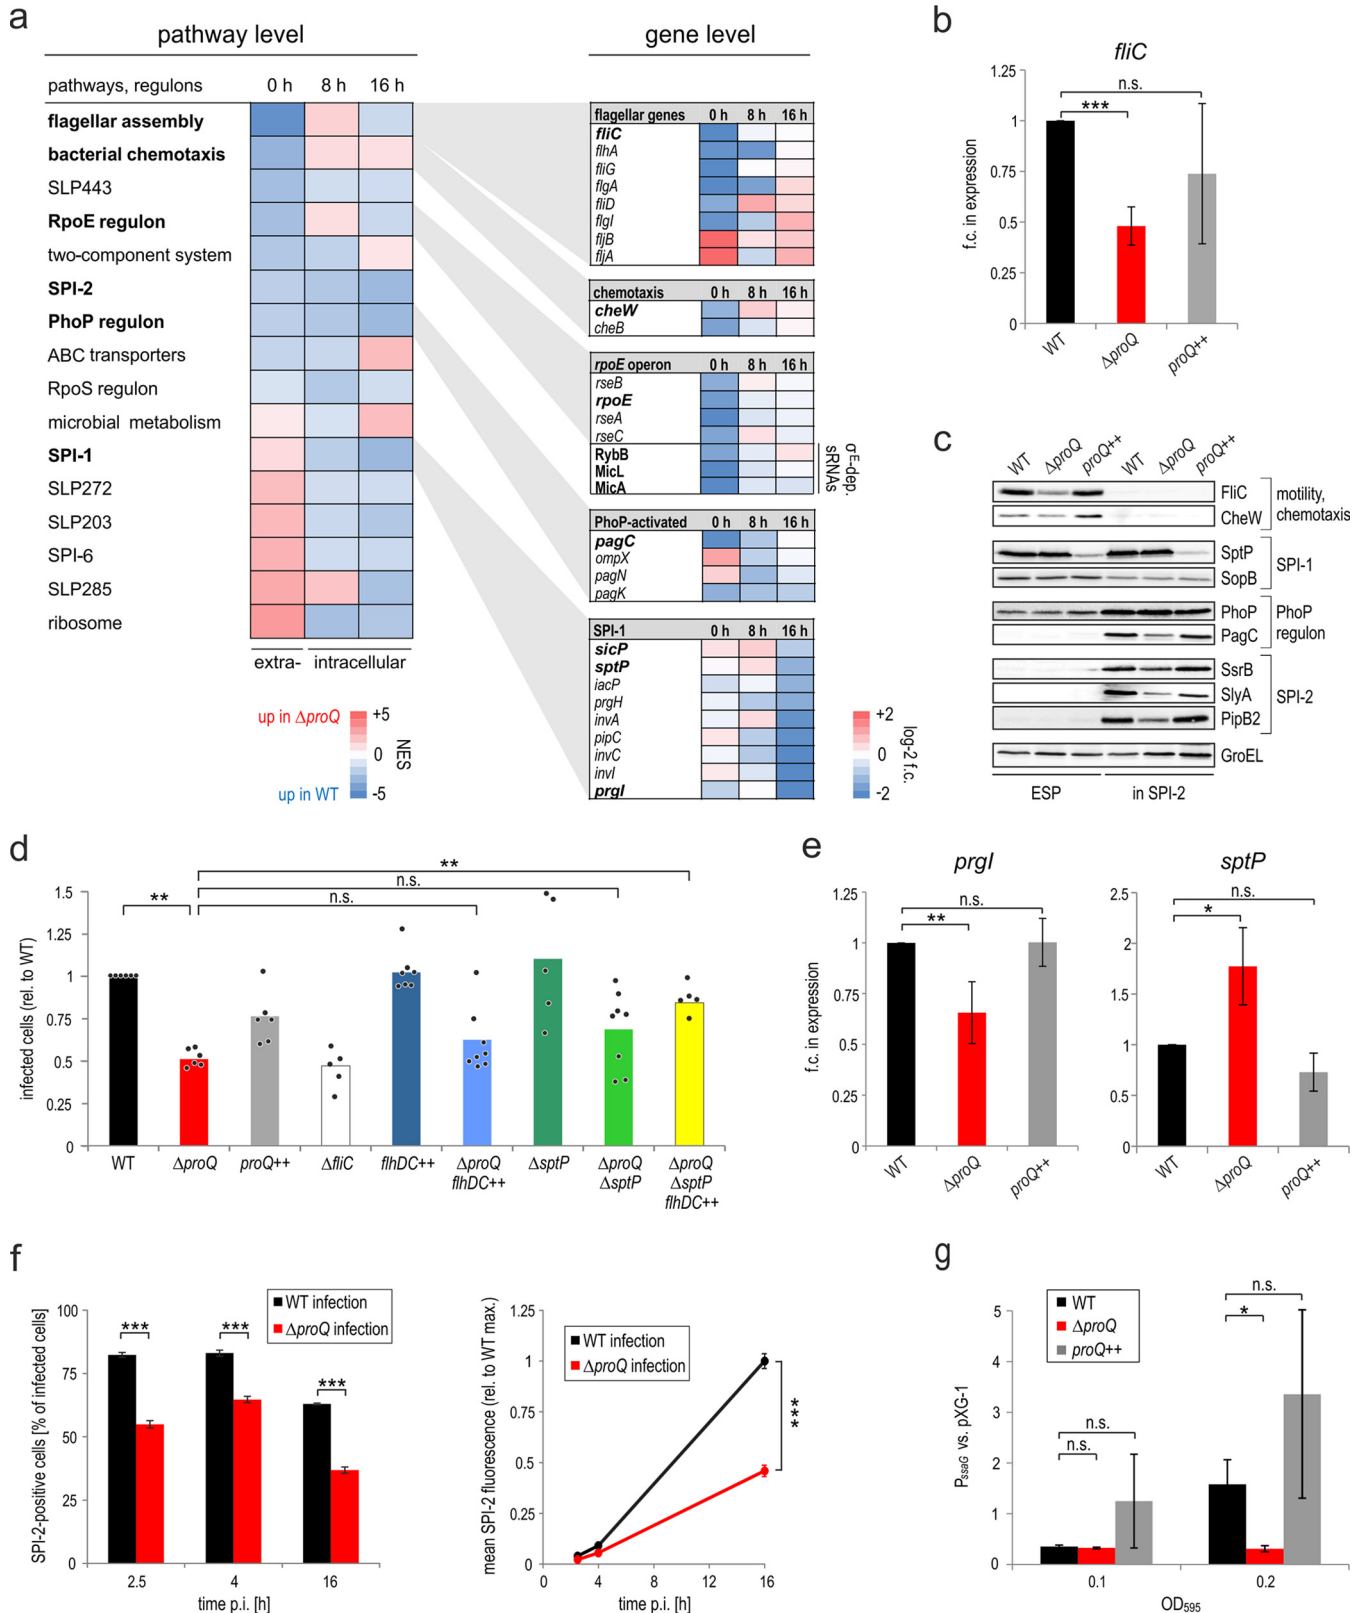 a
pathway level
gene level
pathways, regulons 0 h 8 h 16 h
flagellar assembly
bacterial chemotaxis
SLP443
RpoE regulon
two-component system
SPI-2
PhoP regulon
ABC transporters
RpoS regulon
microbial metabolism
SPI-1
SLP272
SLP203
SPI-6
SLP285
ribosome
extra- intracellular
up in ΔproQ
up in WT
+5
0
-5
NES
flagellar genes 0 h 8 h 16 h
fliC
flhA
fliG
flgA
fliD
flgI
fljB
fljA
chemotaxis 0 h 8 h 16 h
cheW
cheB
rpoE operon 0 h 8 h 16 h
rseB
rpoE
rseA
rseC
RybB
MicL
MicA
σE-dep.
sRNAs
PhoP-activated 0 h 8 h 16 h
pagC
ompX
pagN
pagK
SPI-1 0 h 8 h 16 h
sicP
sptP
iacP
prgH
invA
pipC
invC
invI
prgI
+2
0
-2
log-2 f.c.
b
fliC
f.c. in expression
1.25
1
0.75
0.5
0.25
0
n.s.
***
WT ΔproQ proQ++
c
WT ΔproQ proQ++ WT ΔproQ proQ++
FliC
CheW
motility,
chemotaxis
SptP
SopB
SPI-1
PhoP
PagC
PhoP
regulon
SsrB
SlyA
PipB2
SPI-2
GroEL
ESP in SPI-2
d
infected cells (rel. to WT)
1.5
1.25
1
0.75
0.5
0.25
0
**
n.s.
n.s.
**
WT ΔproQ proQ++ ΔfliC flhDC++ ΔproQ ΔsptP ΔproQ ΔproQ
flhDC++ ΔsptP ΔsptP
flhDC++
e
prgI
f.c. in expression
1.25
1
0.75
0.5
0.25
0
n.s.
**
WT ΔproQ proQ++
sptP
2.5
2
1.5
1
0.5
0
n.s.
*
WT ΔproQ proQ++
f
SPI-2-positive cells [% of infected cells]
100
75
50
25
0
WT infection
ΔproQ infection
***
***
***
2.5 4 16
time p.i. [h]
mean SPI-2 fluorescence (rel. to WT max.)
1.25
1
0.75
0.5
0.25
0
WT infection
ΔproQ infection
***
0 4 8 12 16
time p.i. [h]
g
PssaG vs. pXG-1
5
4
3
2
1
0
WT
ΔproQ
proQ++
n.s.
n.s.
n.s.
*
0.1 0.2
OD595